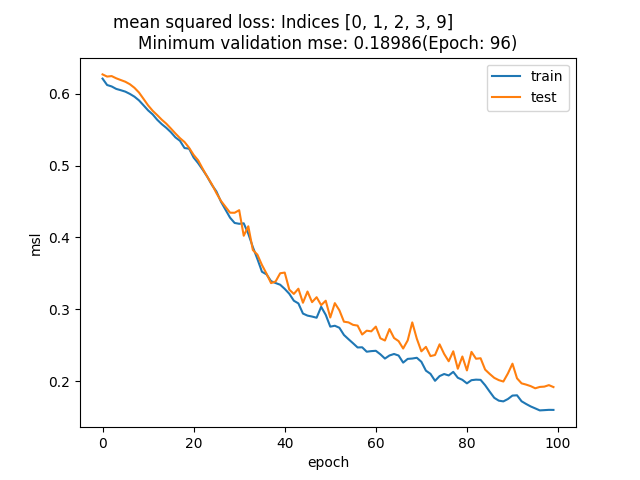 mean squared loss: Indices [0, 1, 2, 3, 9]
Minimum validation mse: 0.18986(Epoch: 96)
train
test
0.6
0.5
0.4
0.3
0.2
msl
0 20 40 60 80 100
epoch